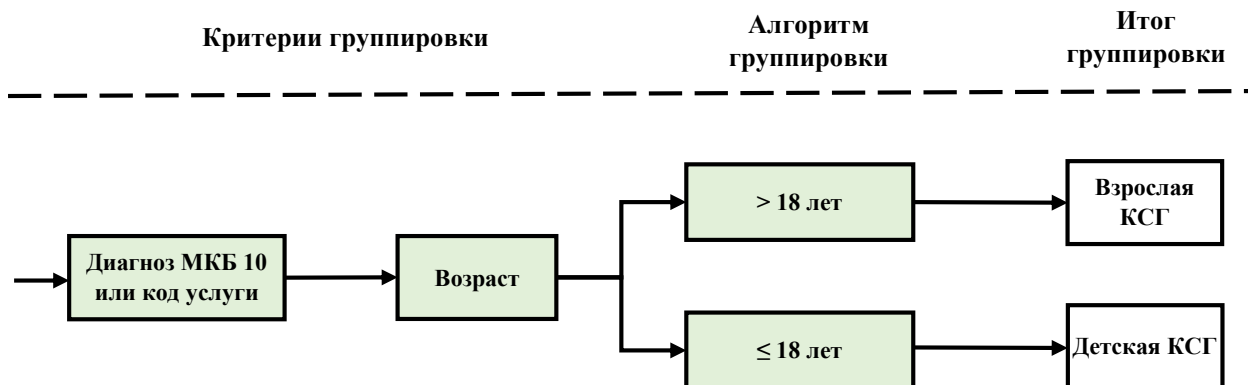 Критерии группировки
Алгоритм
группировки
Итог
группировки
Диагноз МКБ 10
или код услуги
Возраст
> 18 лет
Взрослая
КСГ
≤ 18 лет
Детская КСГ